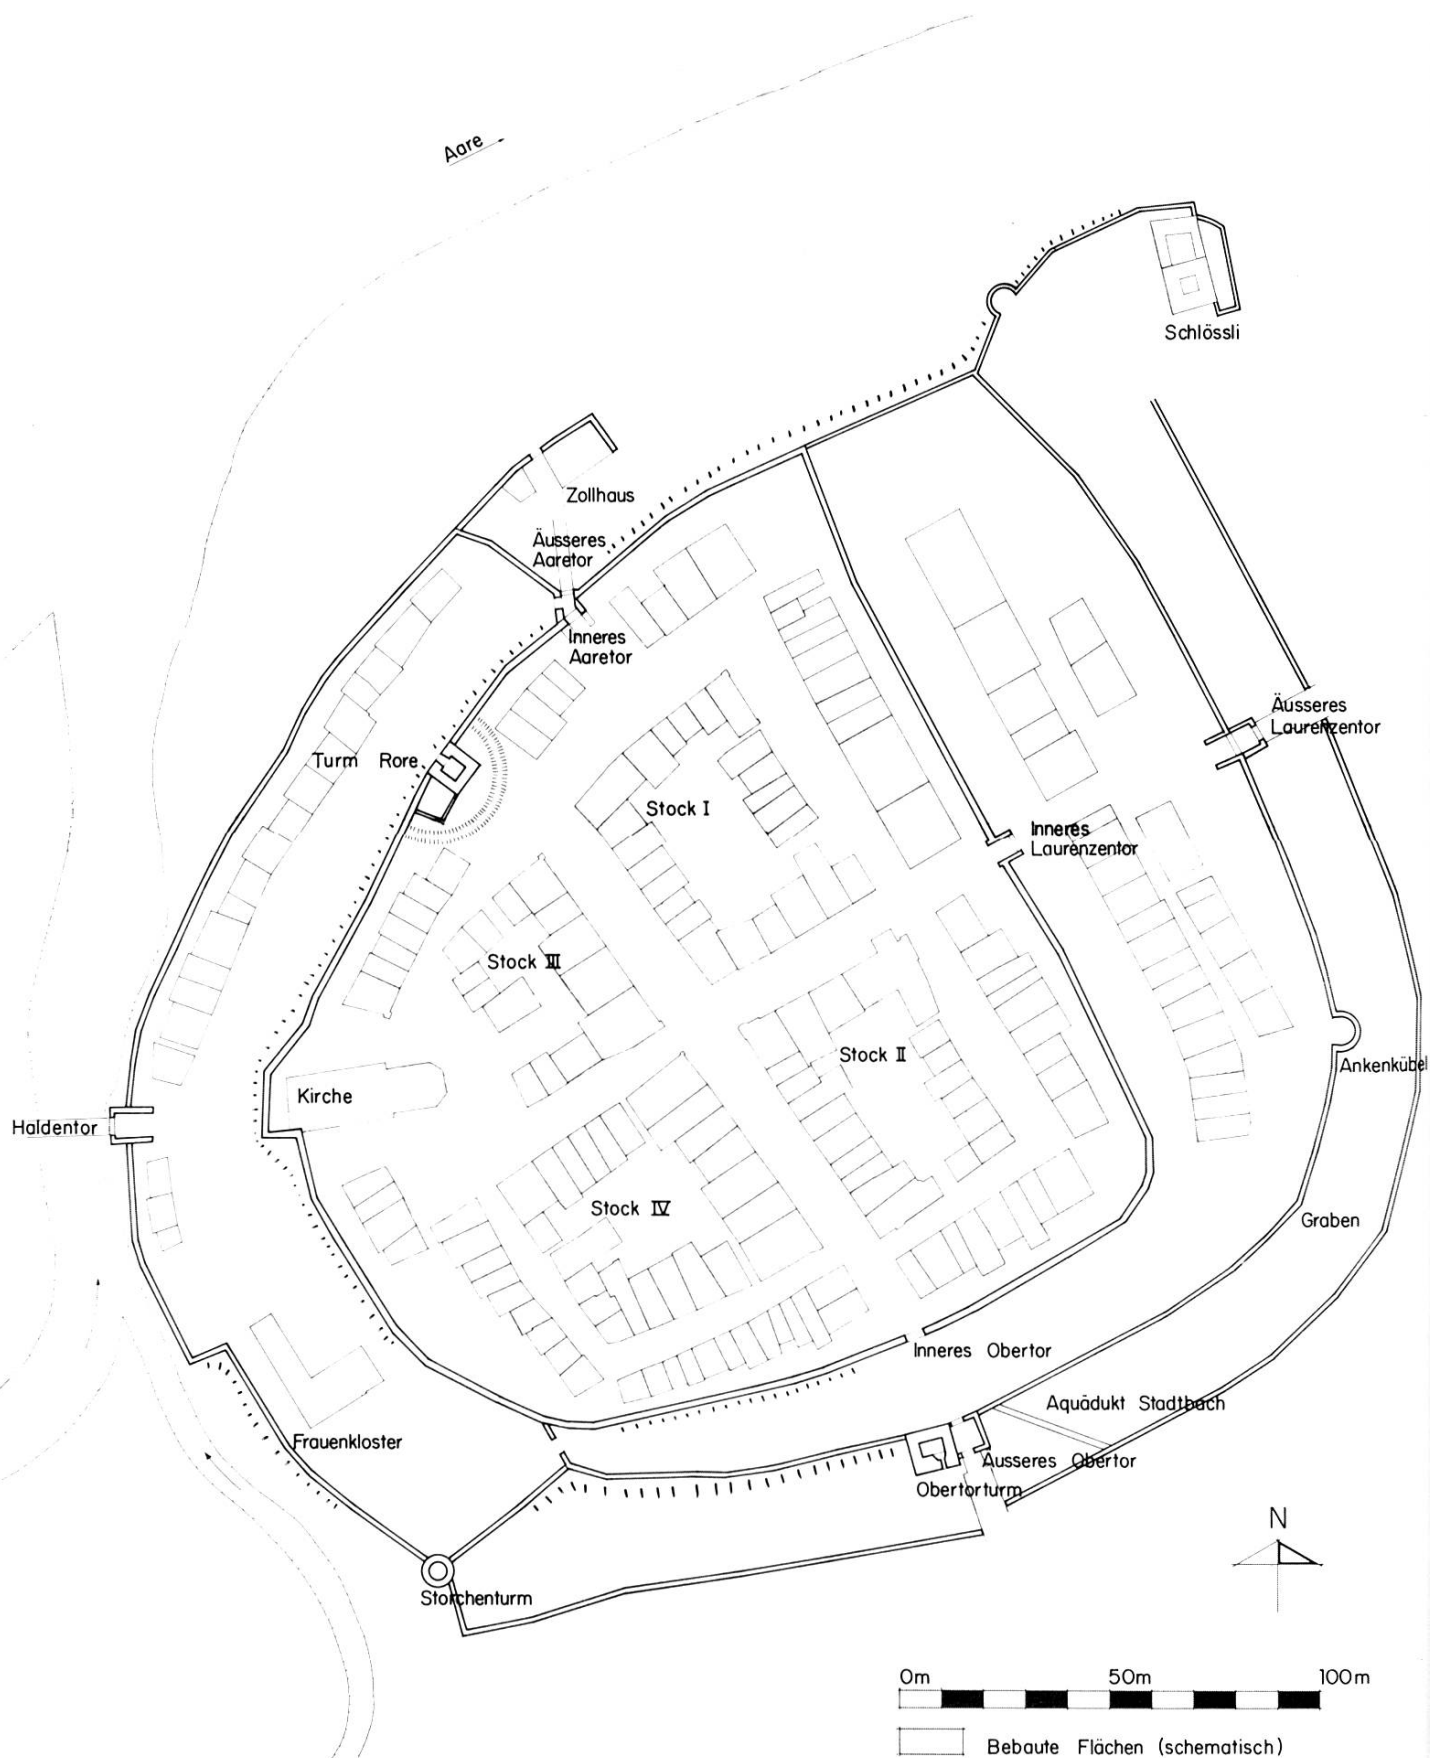 Aare
Schlössli
Zollhaus
Äusseres
Aaretor
Inneres
Aaretor
Äusseres
Laurenzentor
Turm Rore
Stock I
Inneres
Laurenzentor
Stock III
Stock II
Ankenkübel
Kirche
Haldentor
Stock IV
Graben
Inneres Obertor
Aquädukt Stadtbach
Frauenkloster
Äusseres Obertor
Obertorturm
N
Storchenturm
0m 50m 100m
Bebaute Flächen (schematisch)